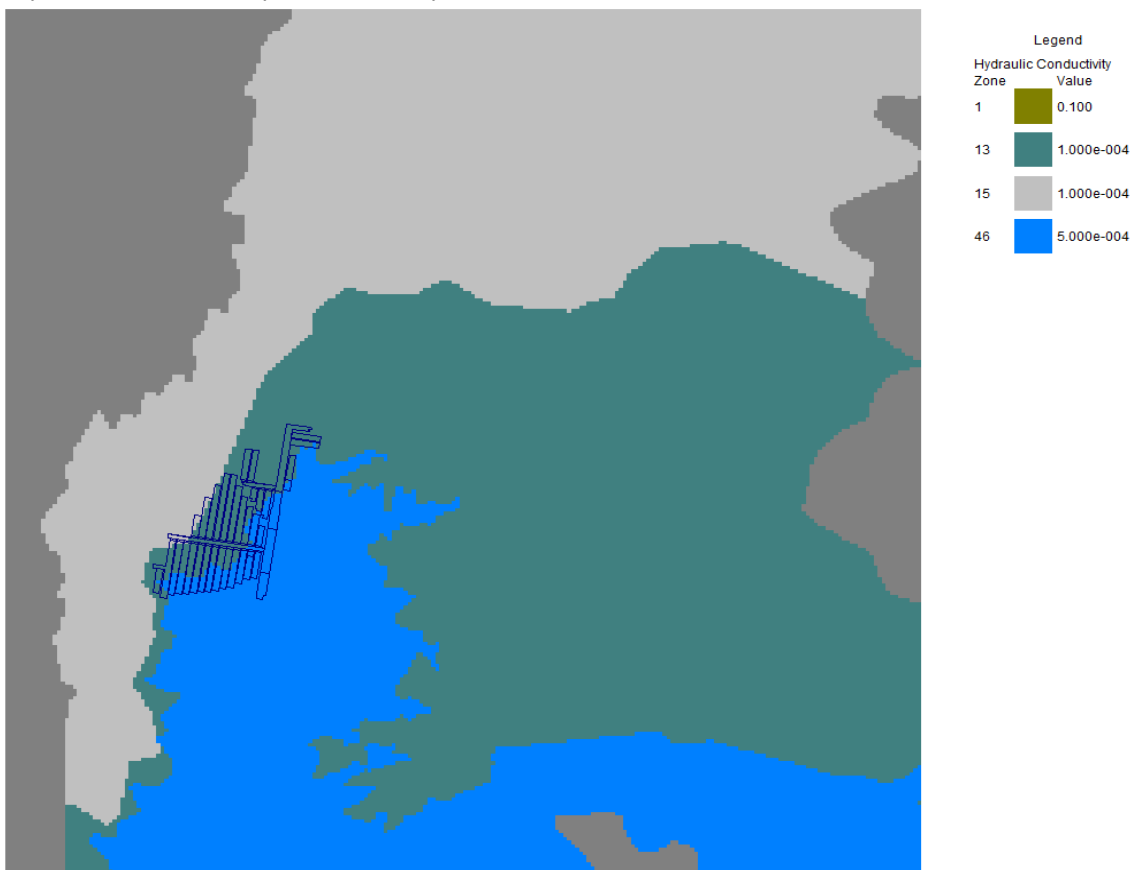 Legend
Hydraulic Conductivity
Zone Value
1 0.100
13 1.000e-004
15 1.000e-004
46 5.000e-004